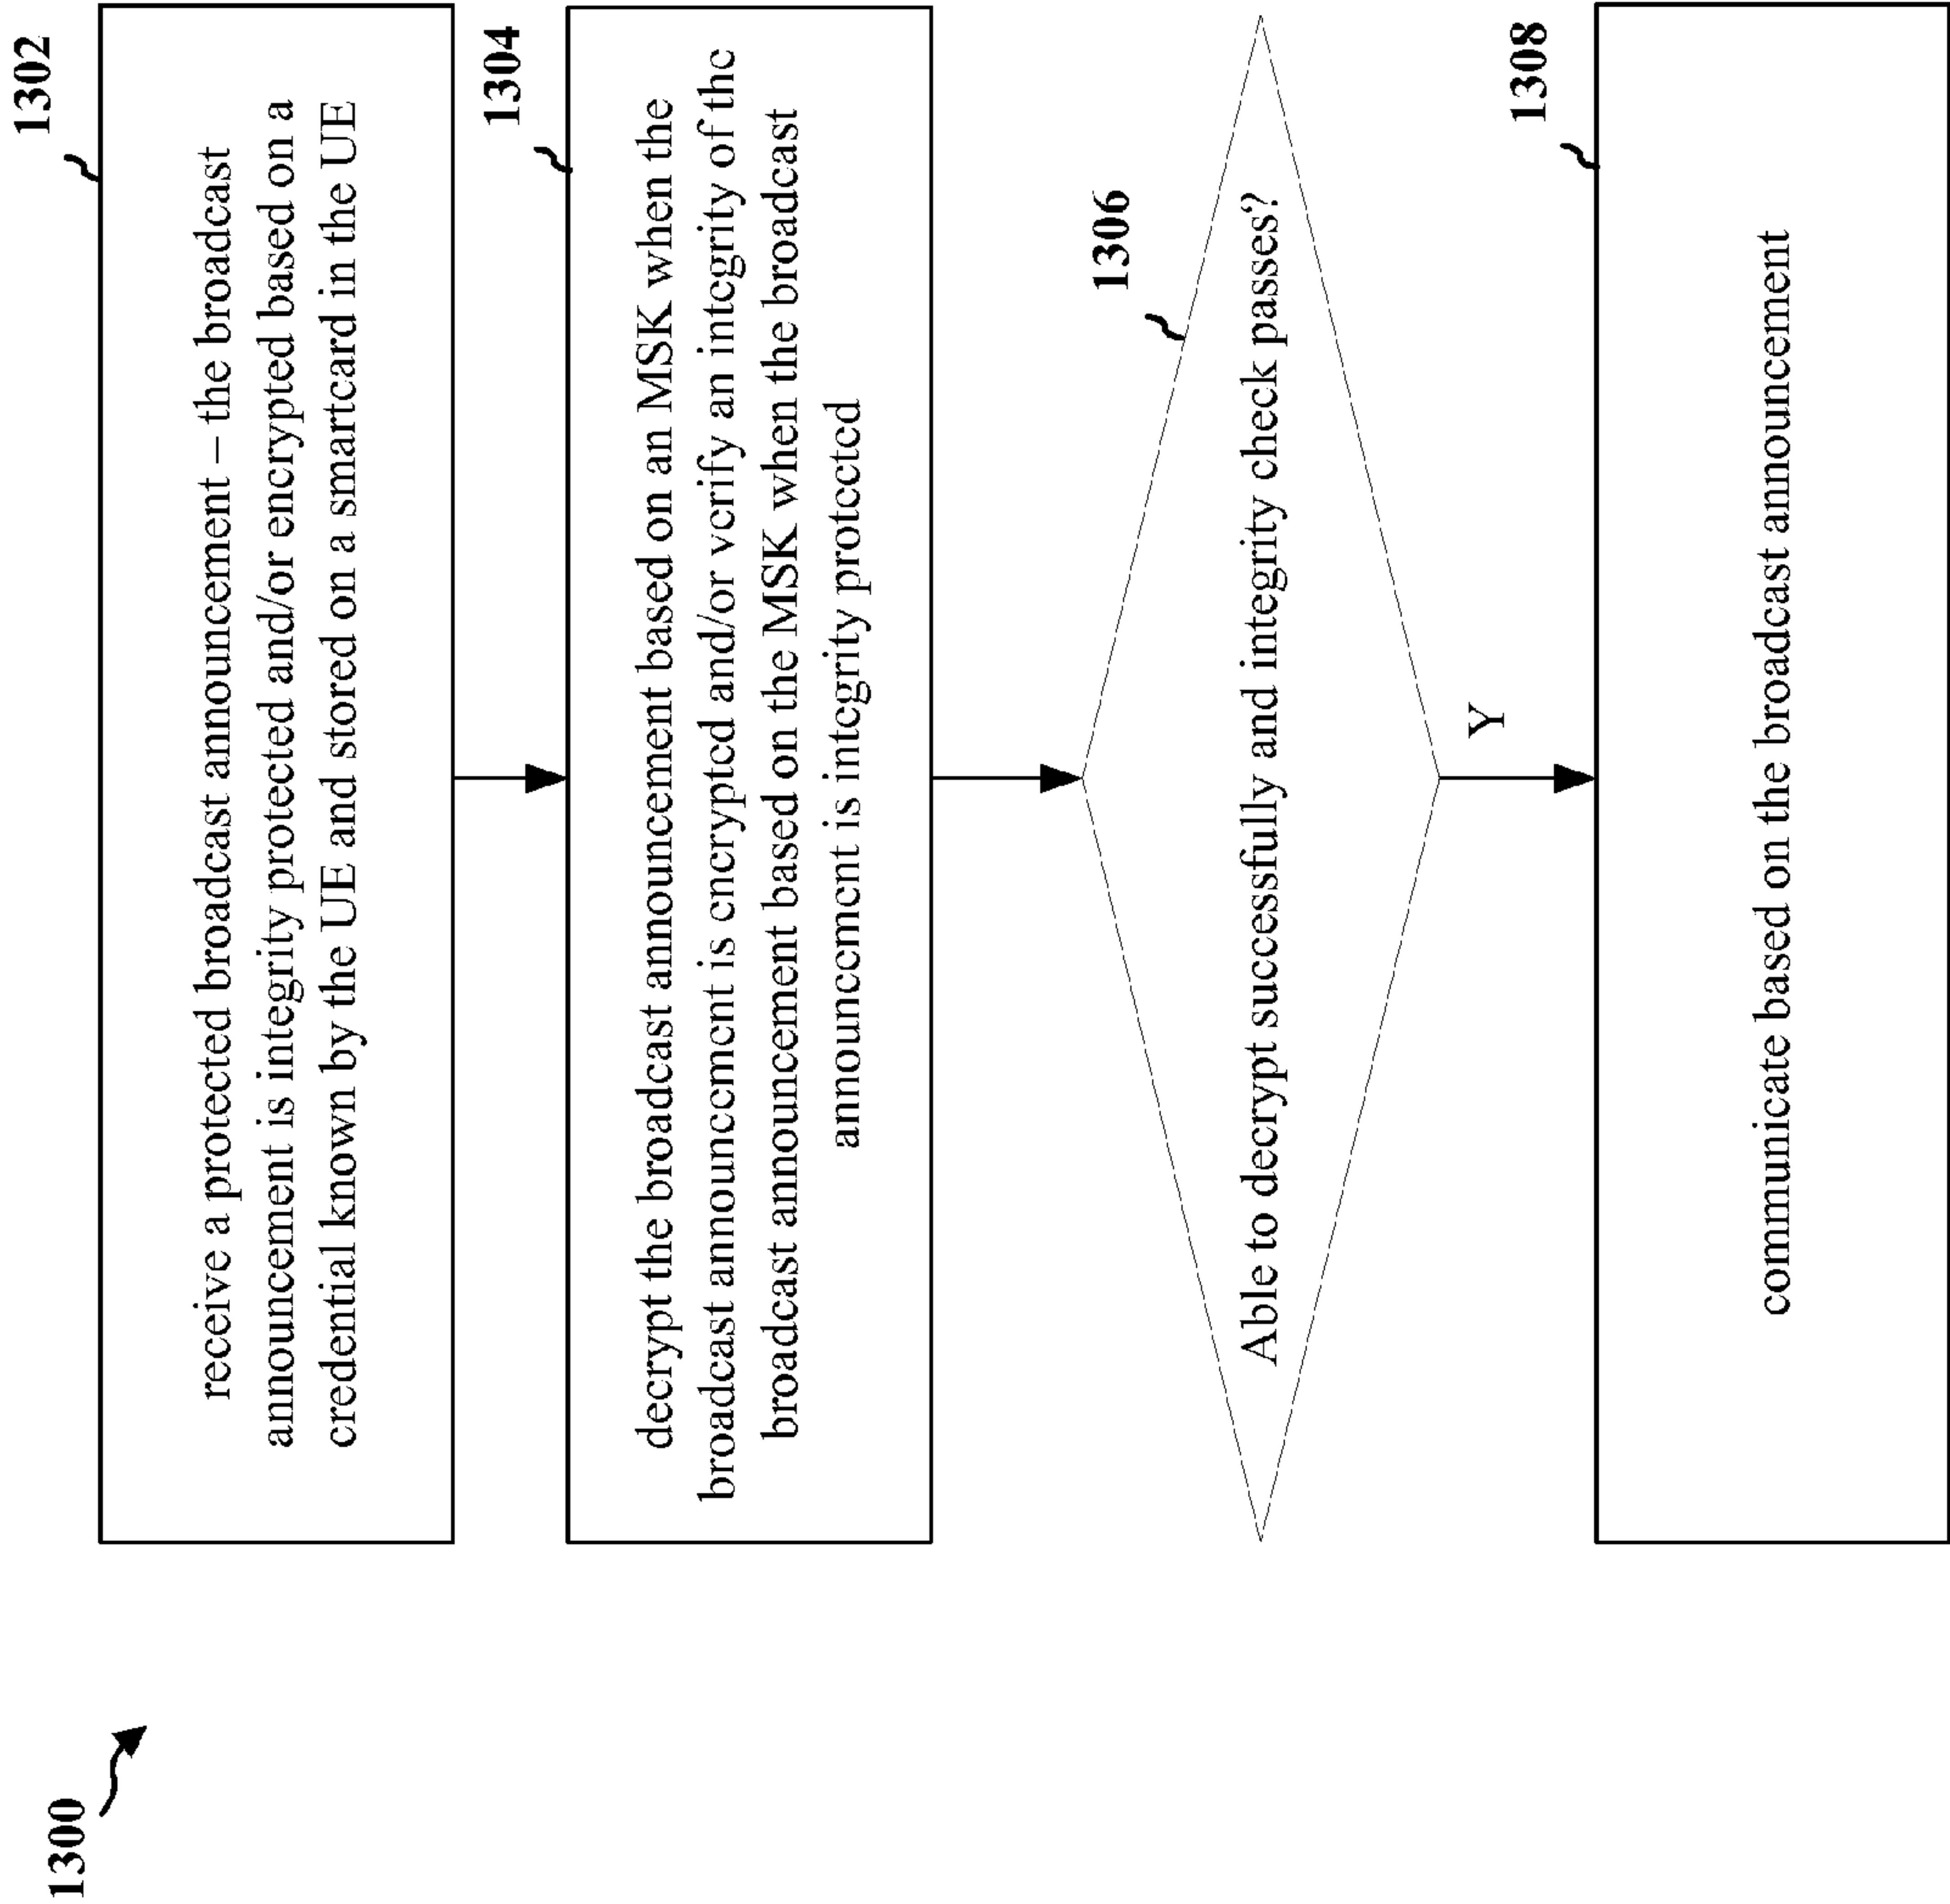 1300
1302
receive a protected broadcast announcement – the broadcast
announcement is integrity protected and/or encrypted based on a
credential known by the UE and stored on a smartcard in the UE
1304
decrypt the broadcast announcement based on an MSK when the
broadcast announcement is encrypted and/or verify an integrity of the
broadcast announcement based on the MSK when the broadcast
announcement is integrity protected
1306
Able to decrypt successfully and integrity check passes?
Y
1308
communicate based on the broadcast announcement